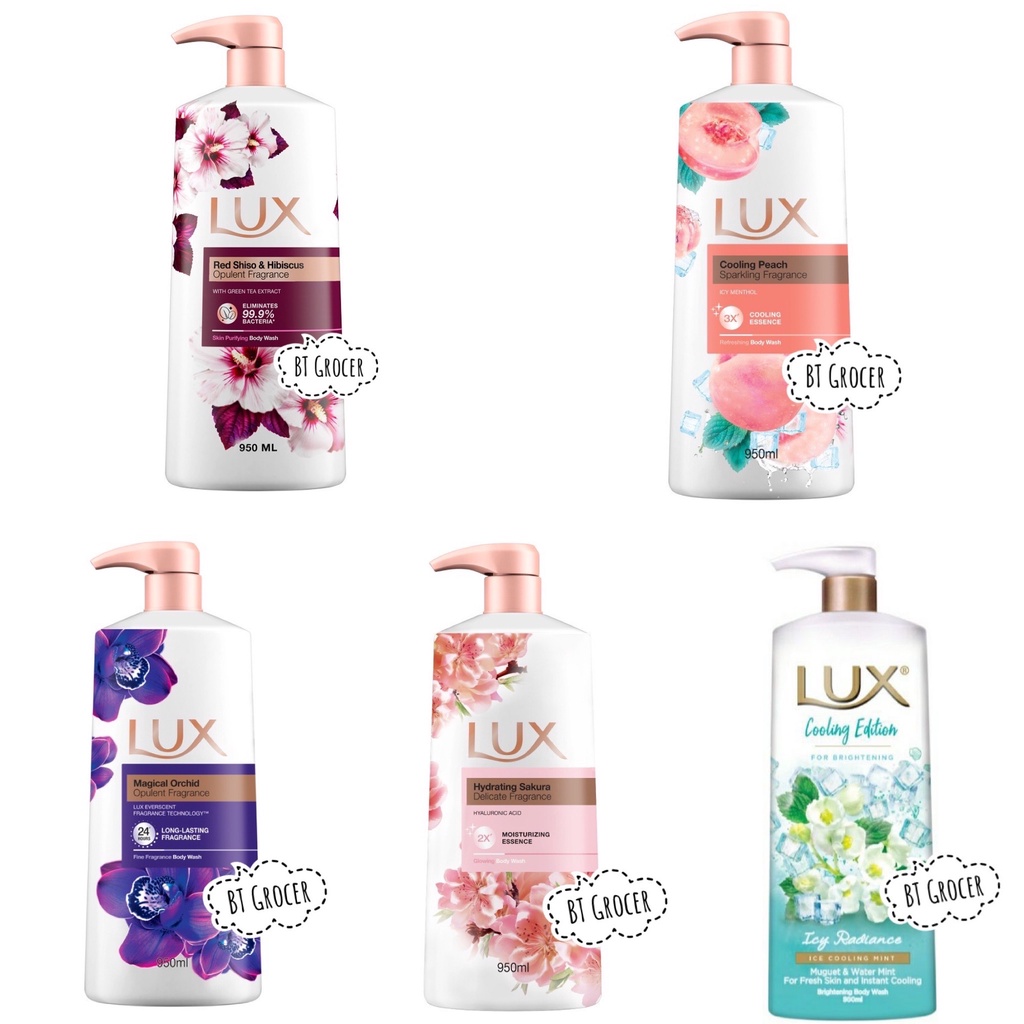 LUX
Red Shiso & Hibiscus
Opulent Fragrance
WITH GREEN TEA EXTRACT
ELIMINATES
99.9%
BACTERIA*
Skin Purifying Body Wash
BT GROCER
950 ML
LUX
Cooling Peach
Sparkling Fragrance
ICY MENTHOL
3X*
COOLING
ESSENCE
Refreshing Body Wash
BT GROCER
950ml
LUX
Magical Orchid
Opulent Fragrance
LUX EVERSCENT
FRAGRANCE TECHNOLOGY™
24
HOURS
LONG-LASTING
FRAGRANCE
Fine Fragrance Body Wash
BT GROCER
950ml
LUX
Hydrating Sakura
Delicate Fragrance
HYALURONIC ACID
2X*
MOISTURIZING
ESSENCE
Glowing Body Wash
BT GROCER
950ml
LUX®
Cooling Edition
FOR BRIGHTENING
BT GROCER
Icy Radiance
ICE COOLING MINT
Muguet & Water Mint
For Fresh Skin and Instant Cooling
Brightening Body Wash